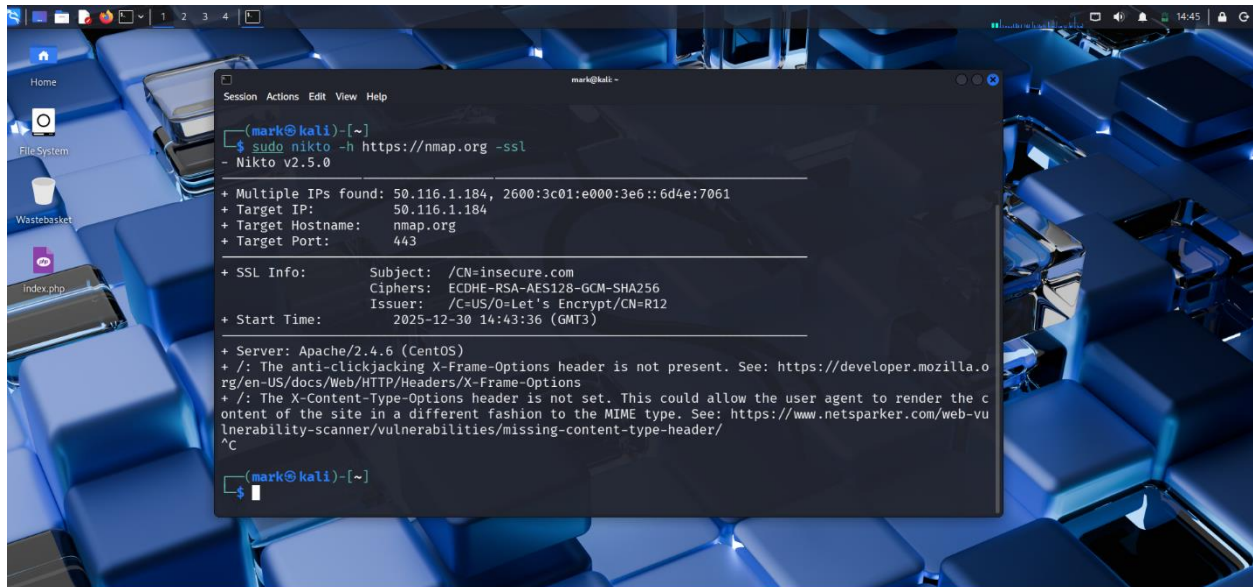 1 2 3 4
14:45
Home
File System
Wastebasket
php
index.php
mark@kali: ~
Session Actions Edit View Help
┌──(mark㉿kali)-[~]
└─$ sudo nikto -h https://nmap.org -ssl
- Nikto v2.5.0
+ Multiple IPs found: 50.116.1.184, 2600:3c01:e000:3e6::6d4e:7061
+ Target IP: 50.116.1.184
+ Target Hostname: nmap.org
+ Target Port: 443
+ SSL Info: Subject: /CN=insecure.com
Ciphers: ECDHE-RSA-AES128-GCM-SHA256
Issuer: /C=US/O=Let's Encrypt/CN=R12
+ Start Time: 2025-12-30 14:43:36 (GMT3)
+ Server: Apache/2.4.6 (CentOS)
+ /: The anti-clickjacking X-Frame-Options header is not present. See: https://developer.mozilla.o
rg/en-US/docs/Web/HTTP/Headers/X-Frame-Options
+ /: The X-Content-Type-Options header is not set. This could allow the user agent to render the c
ontent of the site in a different fashion to the MIME type. See: https://www.netsparker.com/web-vu
lnerability-scanner/vulnerabilities/missing-content-type-header/
^C
┌──(mark㉿kali)-[~]
└─$